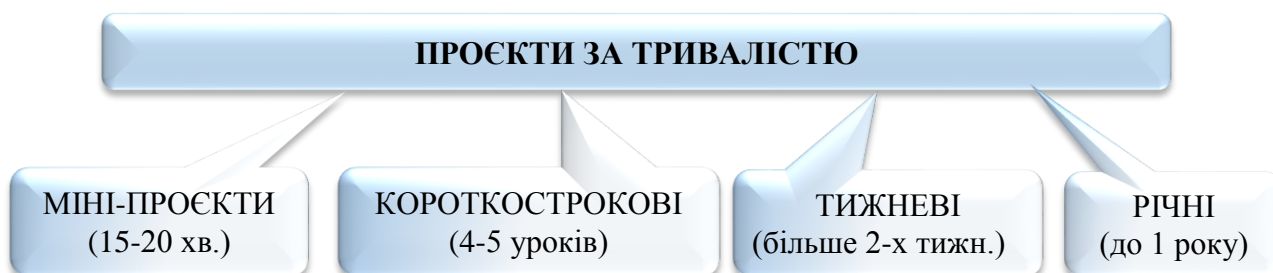 ПРОЄКТИ ЗА ТРИВАЛІСТЮ
МІНІ-ПРОЄКТИ
(15-20 хв.)
КОРОТКОСТРОКОВІ
(4-5 уроків)
ТИЖНЕВІ
(більше 2-х тижн.)
РІЧНІ
(до 1 року)